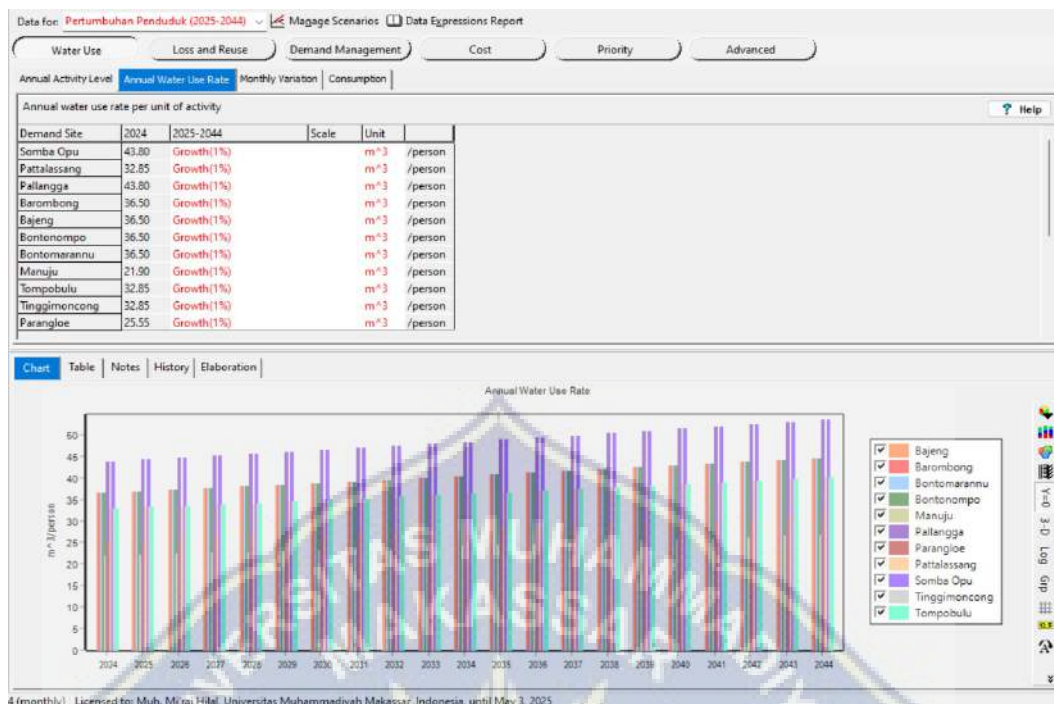 Data for: Pertumbuhan Penduduk (2025-2044) Manage Scenarios Data Expressions Report
Water Use Loss and Reuse Demand Management Cost Priority Advanced
Annual Activity Level Annual Water Use Rate Monthly Variation Consumption
Annual water use rate per unit of activity ? Help
Demand Site 2024 2025-2044 Scale Unit
Somba Opu 43.80 Growth(1%) m^3 /person
Pattalassang 32.85 Growth(1%) m^3 /person
Pallangga 43.80 Growth(1%) m^3 /person
Barombong 36.50 Growth(1%) m^3 /person
Bajeng 36.50 Growth(1%) m^3 /person
Bontonompo 36.50 Growth(1%) m^3 /person
Bontomarannu 36.50 Growth(1%) m^3 /person
Manuju 21.90 Growth(1%) m^3 /person
Tompobulu 32.85 Growth(1%) m^3 /person
Tinggimoncong 32.85 Growth(1%) m^3 /person
Parangloe 25.55 Growth(1%) m^3 /person
Chart Table Notes History Elaboration
Annual Water Use Rate
m^3/person
50
45
40
35
30
25
20
15
10
5
0
2024 2025 2026 2027 2028 2029 2030 2031 2032 2033 2034 2035 2036 2037 2038 2039 2040 2041 2042 2043 2044
Bajeng
Barombong
Bontomarannu
Bontonompo
Manuju
Pallangga
Parangloe
Pattalassang
Somba Opu
Tinggimoncong
Tompobulu
Y=0
3-D
Log
Grp
UNIVERSITAS MUHAMMADIYAH
MAKASSAR
4 (monthly) Licensed to: Muh. Mi'raj Hilal, Universitas Muhammadiyah Makassar, Indonesia, until May 3, 2025